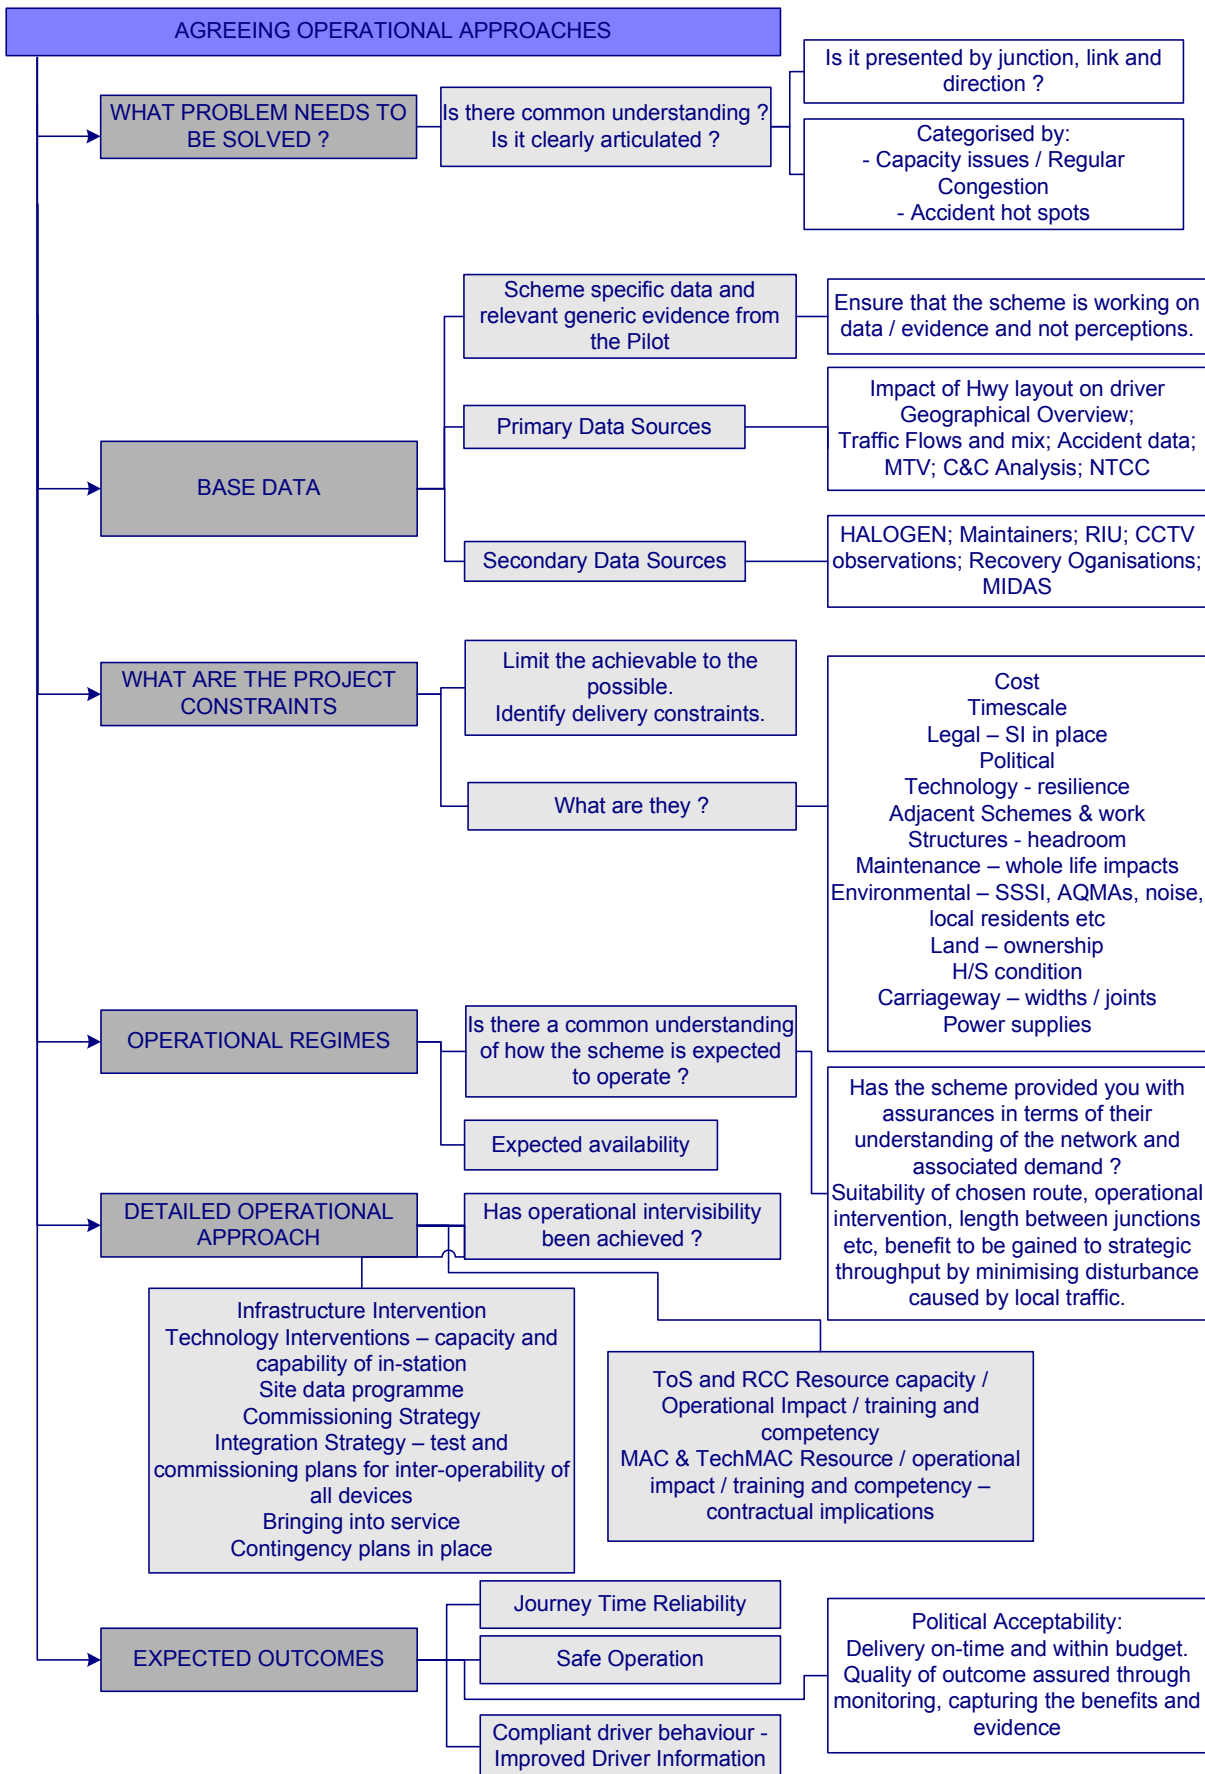 AGREEING OPERATIONAL APPROACHES
WHAT PROBLEM NEEDS TO
BE SOLVED ?
Is there common understanding ?
Is it clearly articulated ?
Is it presented by junction, link and
direction ?
Categorised by:
- Capacity issues / Regular
Congestion
- Accident hot spots
BASE DATA
Scheme specific data and
relevant generic evidence from
the Pilot
Ensure that the scheme is working on
data / evidence and not perceptions.
Primary Data Sources
Impact of Hwy layout on driver
Geographical Overview;
Traffic Flows and mix; Accident data;
MTV; C&C Analysis; NTCC
Secondary Data Sources
HALOGEN; Maintainers; RIU; CCTV
observations; Recovery Oganisations;
MIDAS
WHAT ARE THE PROJECT
CONSTRAINTS
Limit the achievable to the
possible.
Identify delivery constraints.
What are they ?
Cost
Timescale
Legal – SI in place
Political
Technology - resilience
Adjacent Schemes & work
Structures - headroom
Maintenance – whole life impacts
Environmental – SSSI, AQMAs, noise,
local residents etc
Land – ownership
H/S condition
Carriageway – widths / joints
Power supplies
OPERATIONAL REGIMES
Is there a common understanding
of how the scheme is expected
to operate ?
Expected availability
Has the scheme provided you with
assurances in terms of their
understanding of the network and
associated demand ?
Suitability of chosen route, operational
intervention, length between junctions
etc, benefit to be gained to strategic
throughput by minimising disturbance
caused by local traffic.
DETAILED OPERATIONAL
APPROACH
Has operational intervisibility
been achieved ?
Infrastructure Intervention
Technology Interventions – capacity and
capability of in-station
Site data programme
Commissioning Strategy
Integration Strategy – test and
commissioning plans for inter-operability of
all devices
Bringing into service
Contingency plans in place
ToS and RCC Resource capacity /
Operational Impact / training and
competency
MAC & TechMAC Resource / operational
impact / training and competency –
contractual implications
EXPECTED OUTCOMES
Journey Time Reliability
Safe Operation
Compliant driver behaviour -
Improved Driver Information
Political Acceptability:
Delivery on-time and within budget.
Quality of outcome assured through
monitoring, capturing the benefits and
evidence